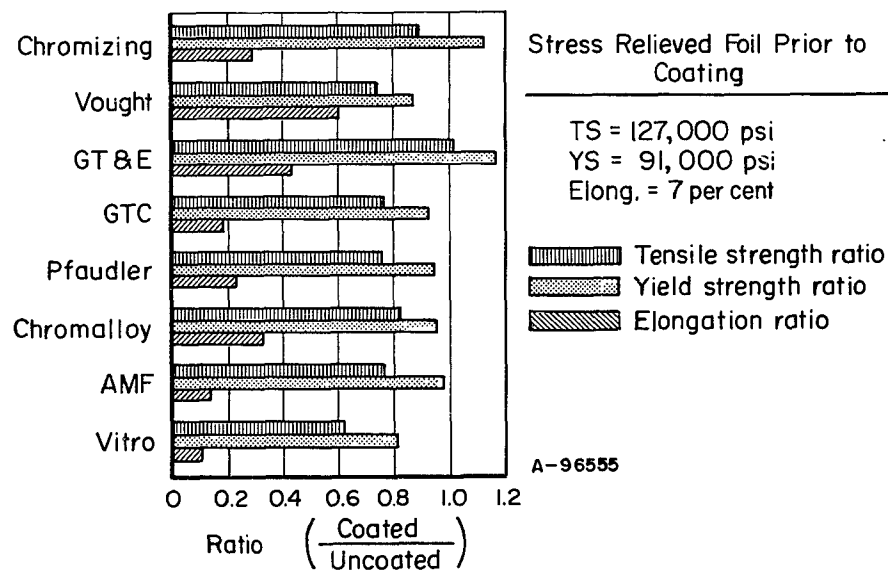 Chromizing
Vought
GT & E
GTC
Pfaudler
Chromalloy
AMF
Vitro
0 0.2 0.4 0.6 0.8 1.0 1.2
Ratio (Coated/Uncoated)
Stress Relieved Foil Prior to
Coating
TS = 127,000 psi
YS = 91,000 psi
Elong. = 7 per cent
Tensile strength ratio
Yield strength ratio
Elongation ratio
A-96555